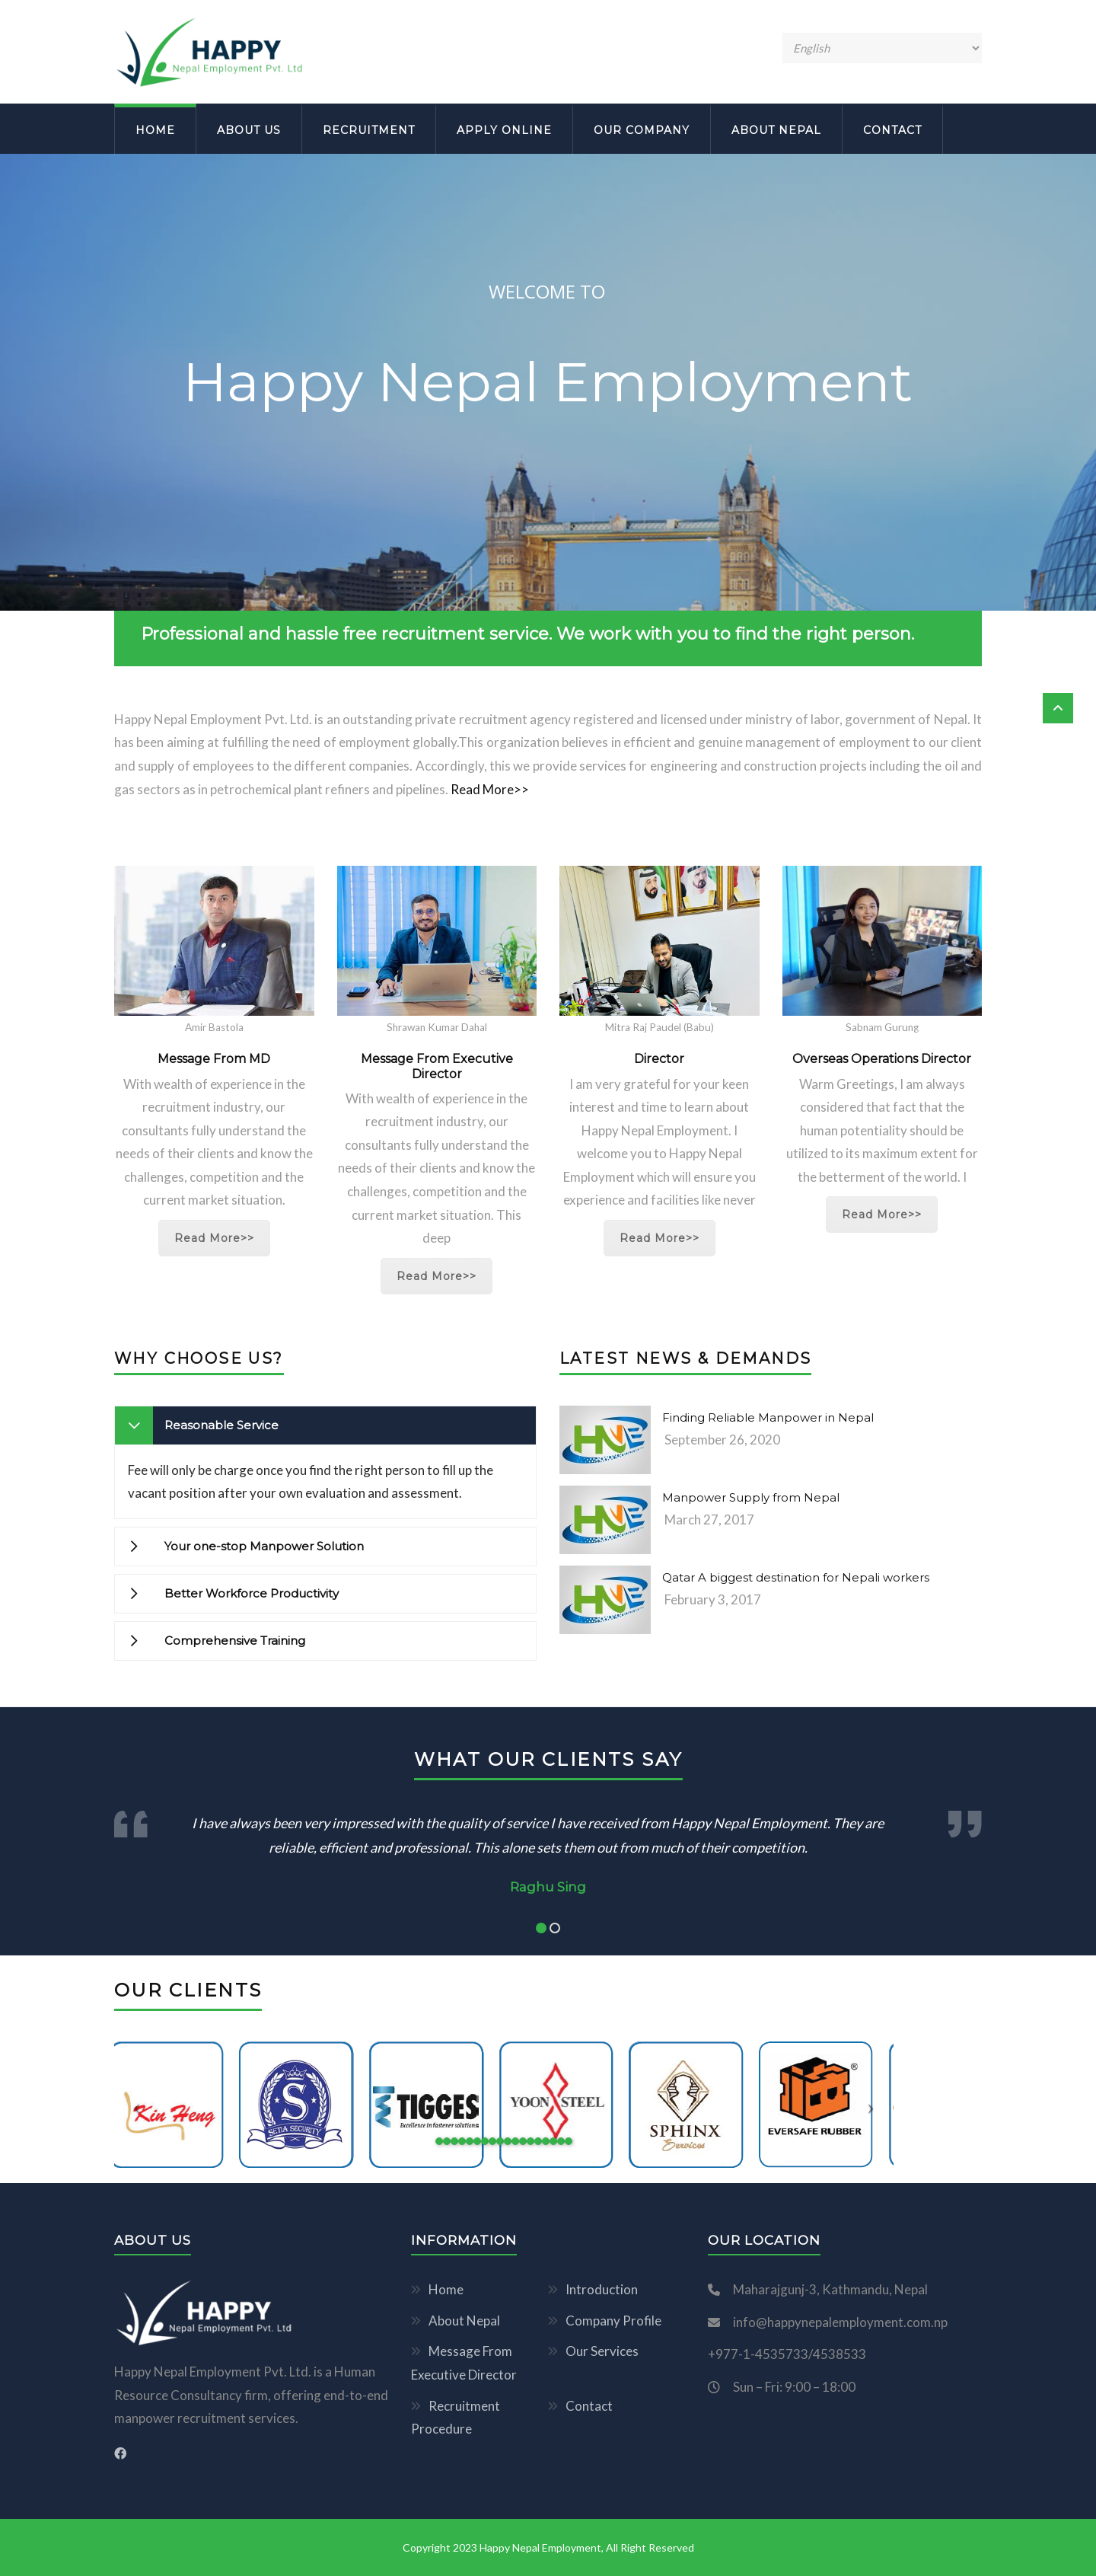 HAPPY
Nepal Employment Pvt. Ltd
English
HOME
ABOUT US
RECRUITMENT
APPLY ONLINE
OUR COMPANY
ABOUT NEPAL
CONTACT
WELCOME TO
Happy Nepal Employment
Professional and hassle free recruitment service. We work with you to find the right person.
Happy Nepal Employment Pvt. Ltd. is an outstanding private recruitment agency registered and licensed under ministry of labor, government of Nepal. It
has been aiming at fulfilling the need of employment globally.This organization believes in efficient and genuine management of employment to our client
and supply of employees to the different companies. Accordingly, this we provide services for engineering and construction projects including the oil and
gas sectors as in petrochemical plant refiners and pipelines. Read More>>
Amir Bastola
Message From MD
With wealth of experience in the
recruitment industry, our
consultants fully understand the
needs of their clients and know the
challenges, competition and the
current market situation.
Read More>>
Shrawan Kumar Dahal
Message From Executive
Director
With wealth of experience in the
recruitment industry, our
consultants fully understand the
needs of their clients and know the
challenges, competition and the
current market situation. This
deep
Read More>>
Mitra Raj Paudel (Babu)
Director
I am very grateful for your keen
interest and time to learn about
Happy Nepal Employment. I
welcome you to Happy Nepal
Employment which will ensure you
experience and facilities like never
Read More>>
Sabnam Gurung
Overseas Operations Director
Warm Greetings, I am always
considered that fact that the
human potentiality should be
utilized to its maximum extent for
the betterment of the world. I
Read More>>
WHY CHOOSE US?
Reasonable Service
Fee will only be charge once you find the right person to fill up the
vacant position after your own evaluation and assessment.
Your one-stop Manpower Solution
Better Workforce Productivity
Comprehensive Training
LATEST NEWS & DEMANDS
HNE
Finding Reliable Manpower in Nepal
September 26, 2020
HNE
Manpower Supply from Nepal
March 27, 2017
HNE
Qatar A biggest destination for Nepali workers
February 3, 2017
WHAT OUR CLIENTS SAY
I have always been very impressed with the quality of service I have received from Happy Nepal Employment. They are
reliable, efficient and professional. This alone sets them out from much of their competition.
Raghu Sing
OUR CLIENTS
Kin Heng
S
SETIA SECURITY
TIGGES
Excellence in fastener solutions
YOON STEEL
SPHINX
Services
®
EVERSAFE RUBBER
ABOUT US
HAPPY
Nepal Employment Pvt. Ltd
Happy Nepal Employment Pvt. Ltd. is a Human
Resource Consultancy firm, offering end-to-end
manpower recruitment services.
INFORMATION
Home
Introduction
About Nepal
Company Profile
Message From
Executive Director
Our Services
Recruitment
Procedure
Contact
OUR LOCATION
Maharajgunj-3, Kathmandu, Nepal
info@happynepalemployment.com.np
+977-1-4535733/4538533
Sun – Fri: 9:00 – 18:00
Copyright 2023 Happy Nepal Employment, All Right Reserved